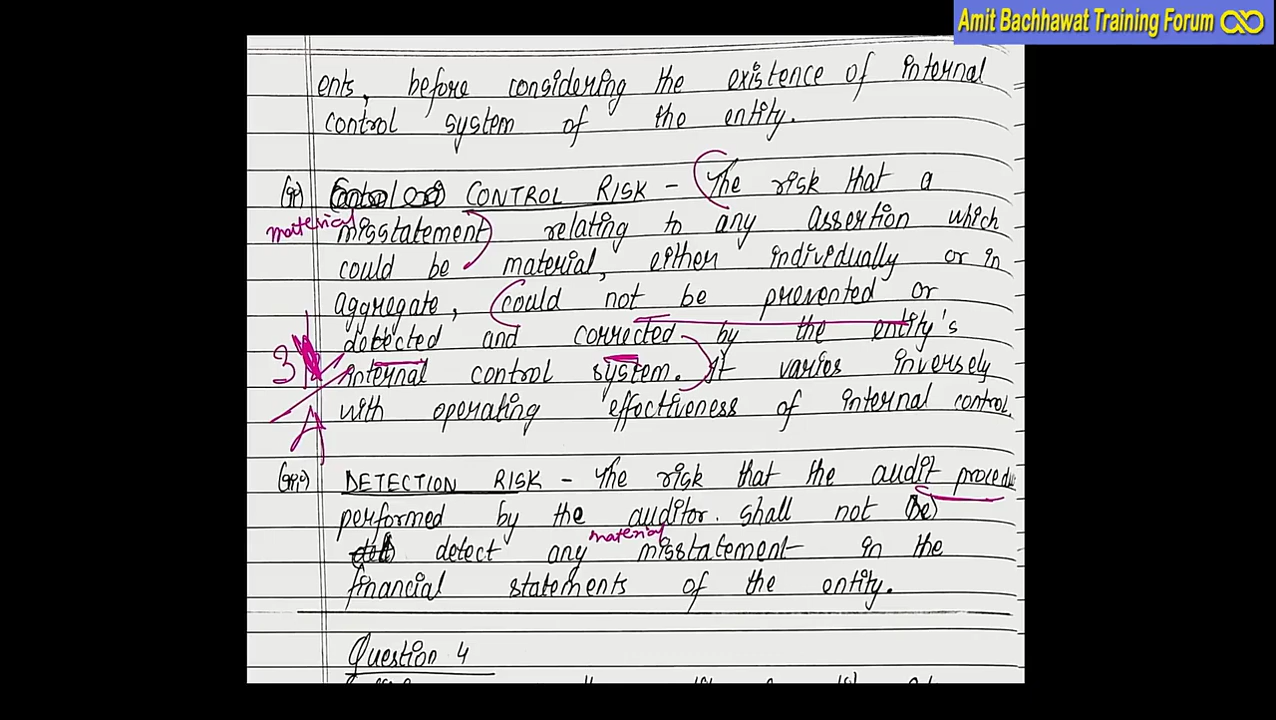 Amit Bachhawat Training Forum
ents, before considering the existence of internal
control system of the entity.
(ii) CONTROL RISK - The risk that a
material
misstatement relating to any assertion which
could be material, either individually or in
aggregate, could not be prevented or
detected and corrected by the entity's
3
internal control system. It varies inversely
with operating effectiveness of internal control.
A
(iii) DETECTION RISK - The risk that the audit procedu
performed by the auditor. shall not (be)
material
detect any misstatement in the
financial statements of the entity.
Question 4